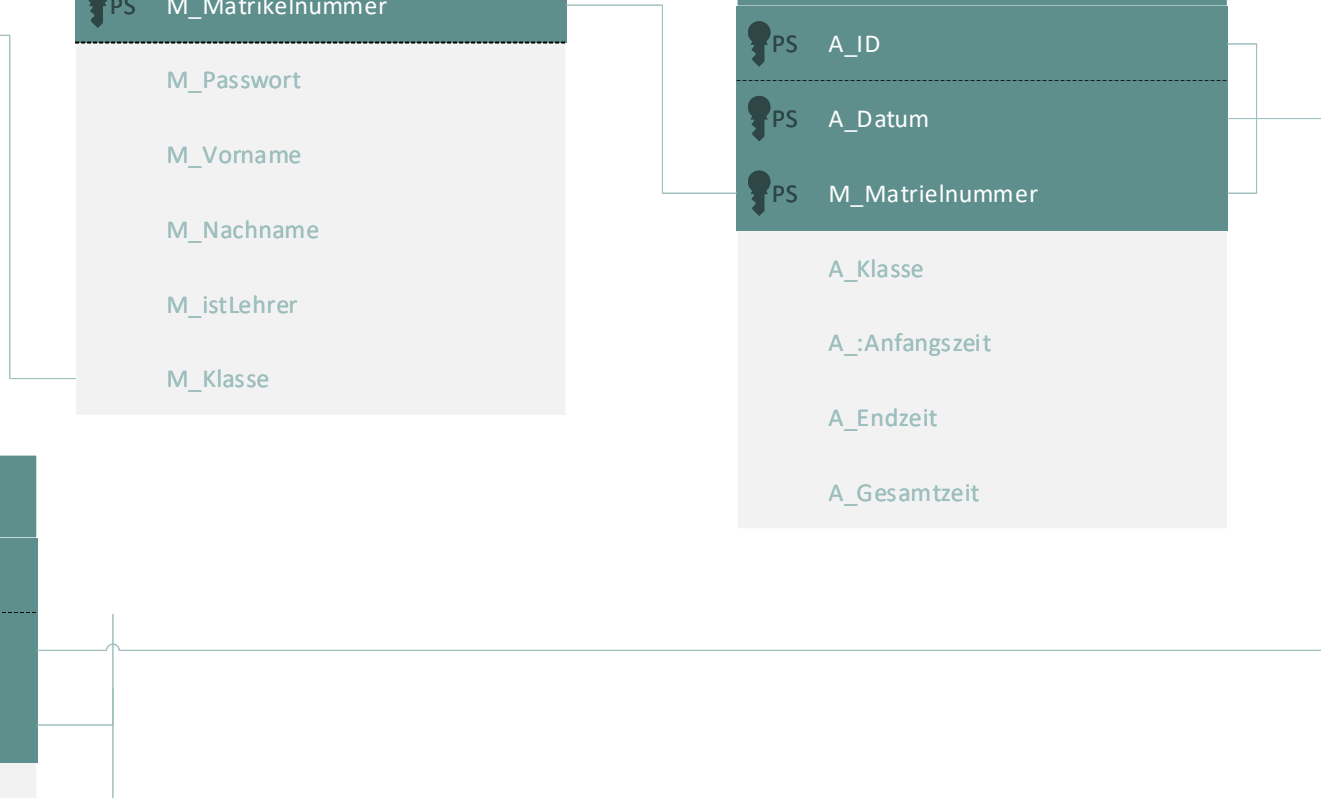 PS M_Matrikelnummer
M_Passwort
M_Vorname
M_Nachname
M_istLehrer
M_Klasse
PS A_ID
PS A_Datum
PS M_Matrielnummer
A_Klasse
A_:Anfangszeit
A_Endzeit
A_Gesamtzeit